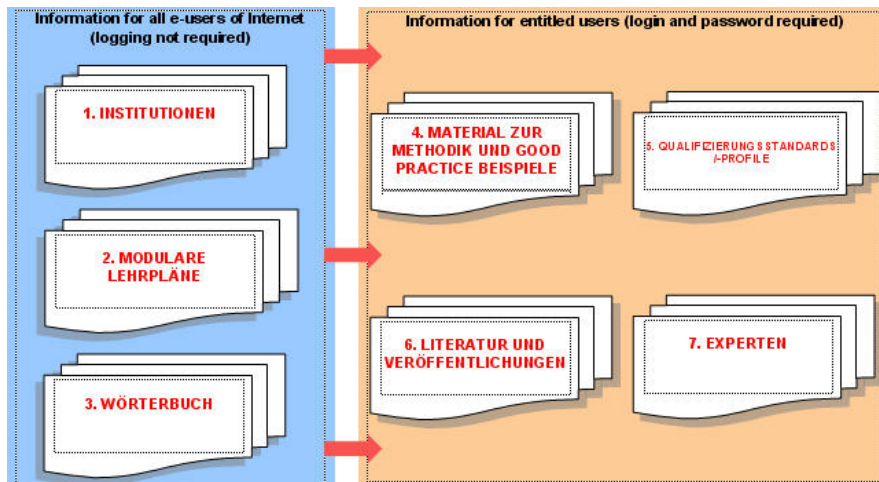 Information for all e-users of Internet
(logging not required)
1. INSTITUTIONEN
2. MODULARE
LEHRPLÄNE
3. WÖRTERBUCH
Information for entitled users (login and password required)
4. MATERIAL ZUR
METHODIK UND GOOD
PRACTICE BEISPIELE
5. QUALIFIZIERUNGSSTANDARDS
/-PROFILE
6. LITERATUR UND
VERÖFFENTLICHUNGEN
7. EXPERTEN